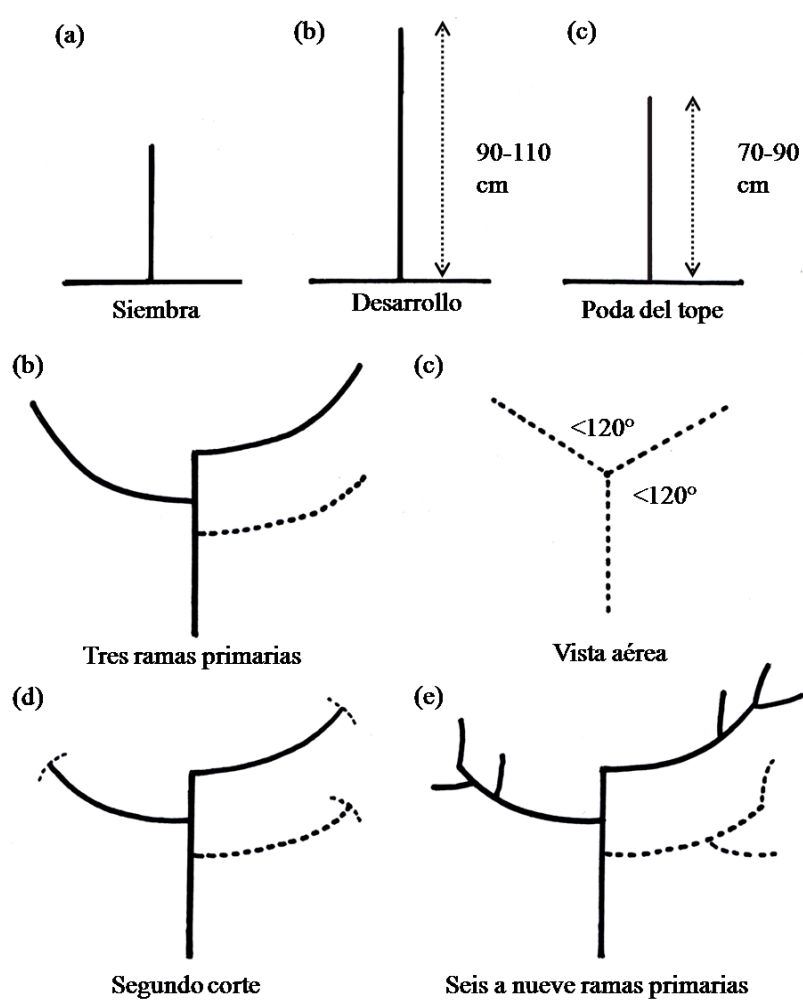 (a)
(b)
(c)
90-110
cm
70-90
cm
Siembra
Desarrollo
Poda del tope
(b)
(c)
<120°
<120°
Tres ramas primarias
Vista aérea
(d)
(e)
Segundo corte
Seis a nueve ramas primarias